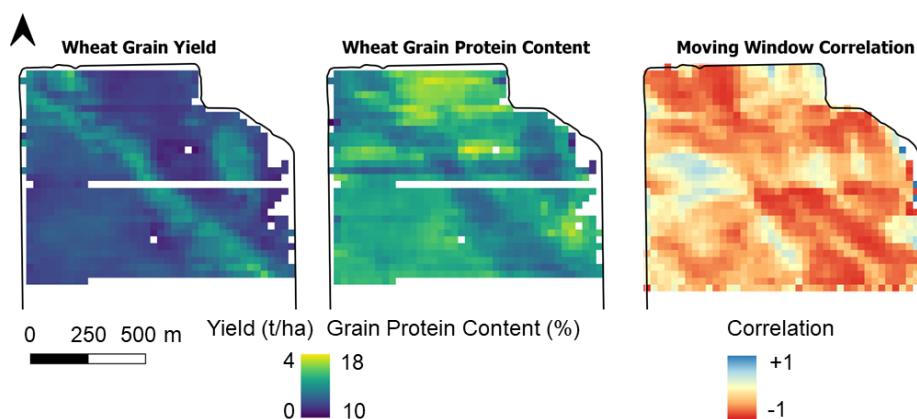 Wheat Grain Yield
Wheat Grain Protein Content
Moving Window Correlation
0 250 500 m
Yield (t/ha)
4
0
Grain Protein Content (%)
18
10
Correlation
+1
-1